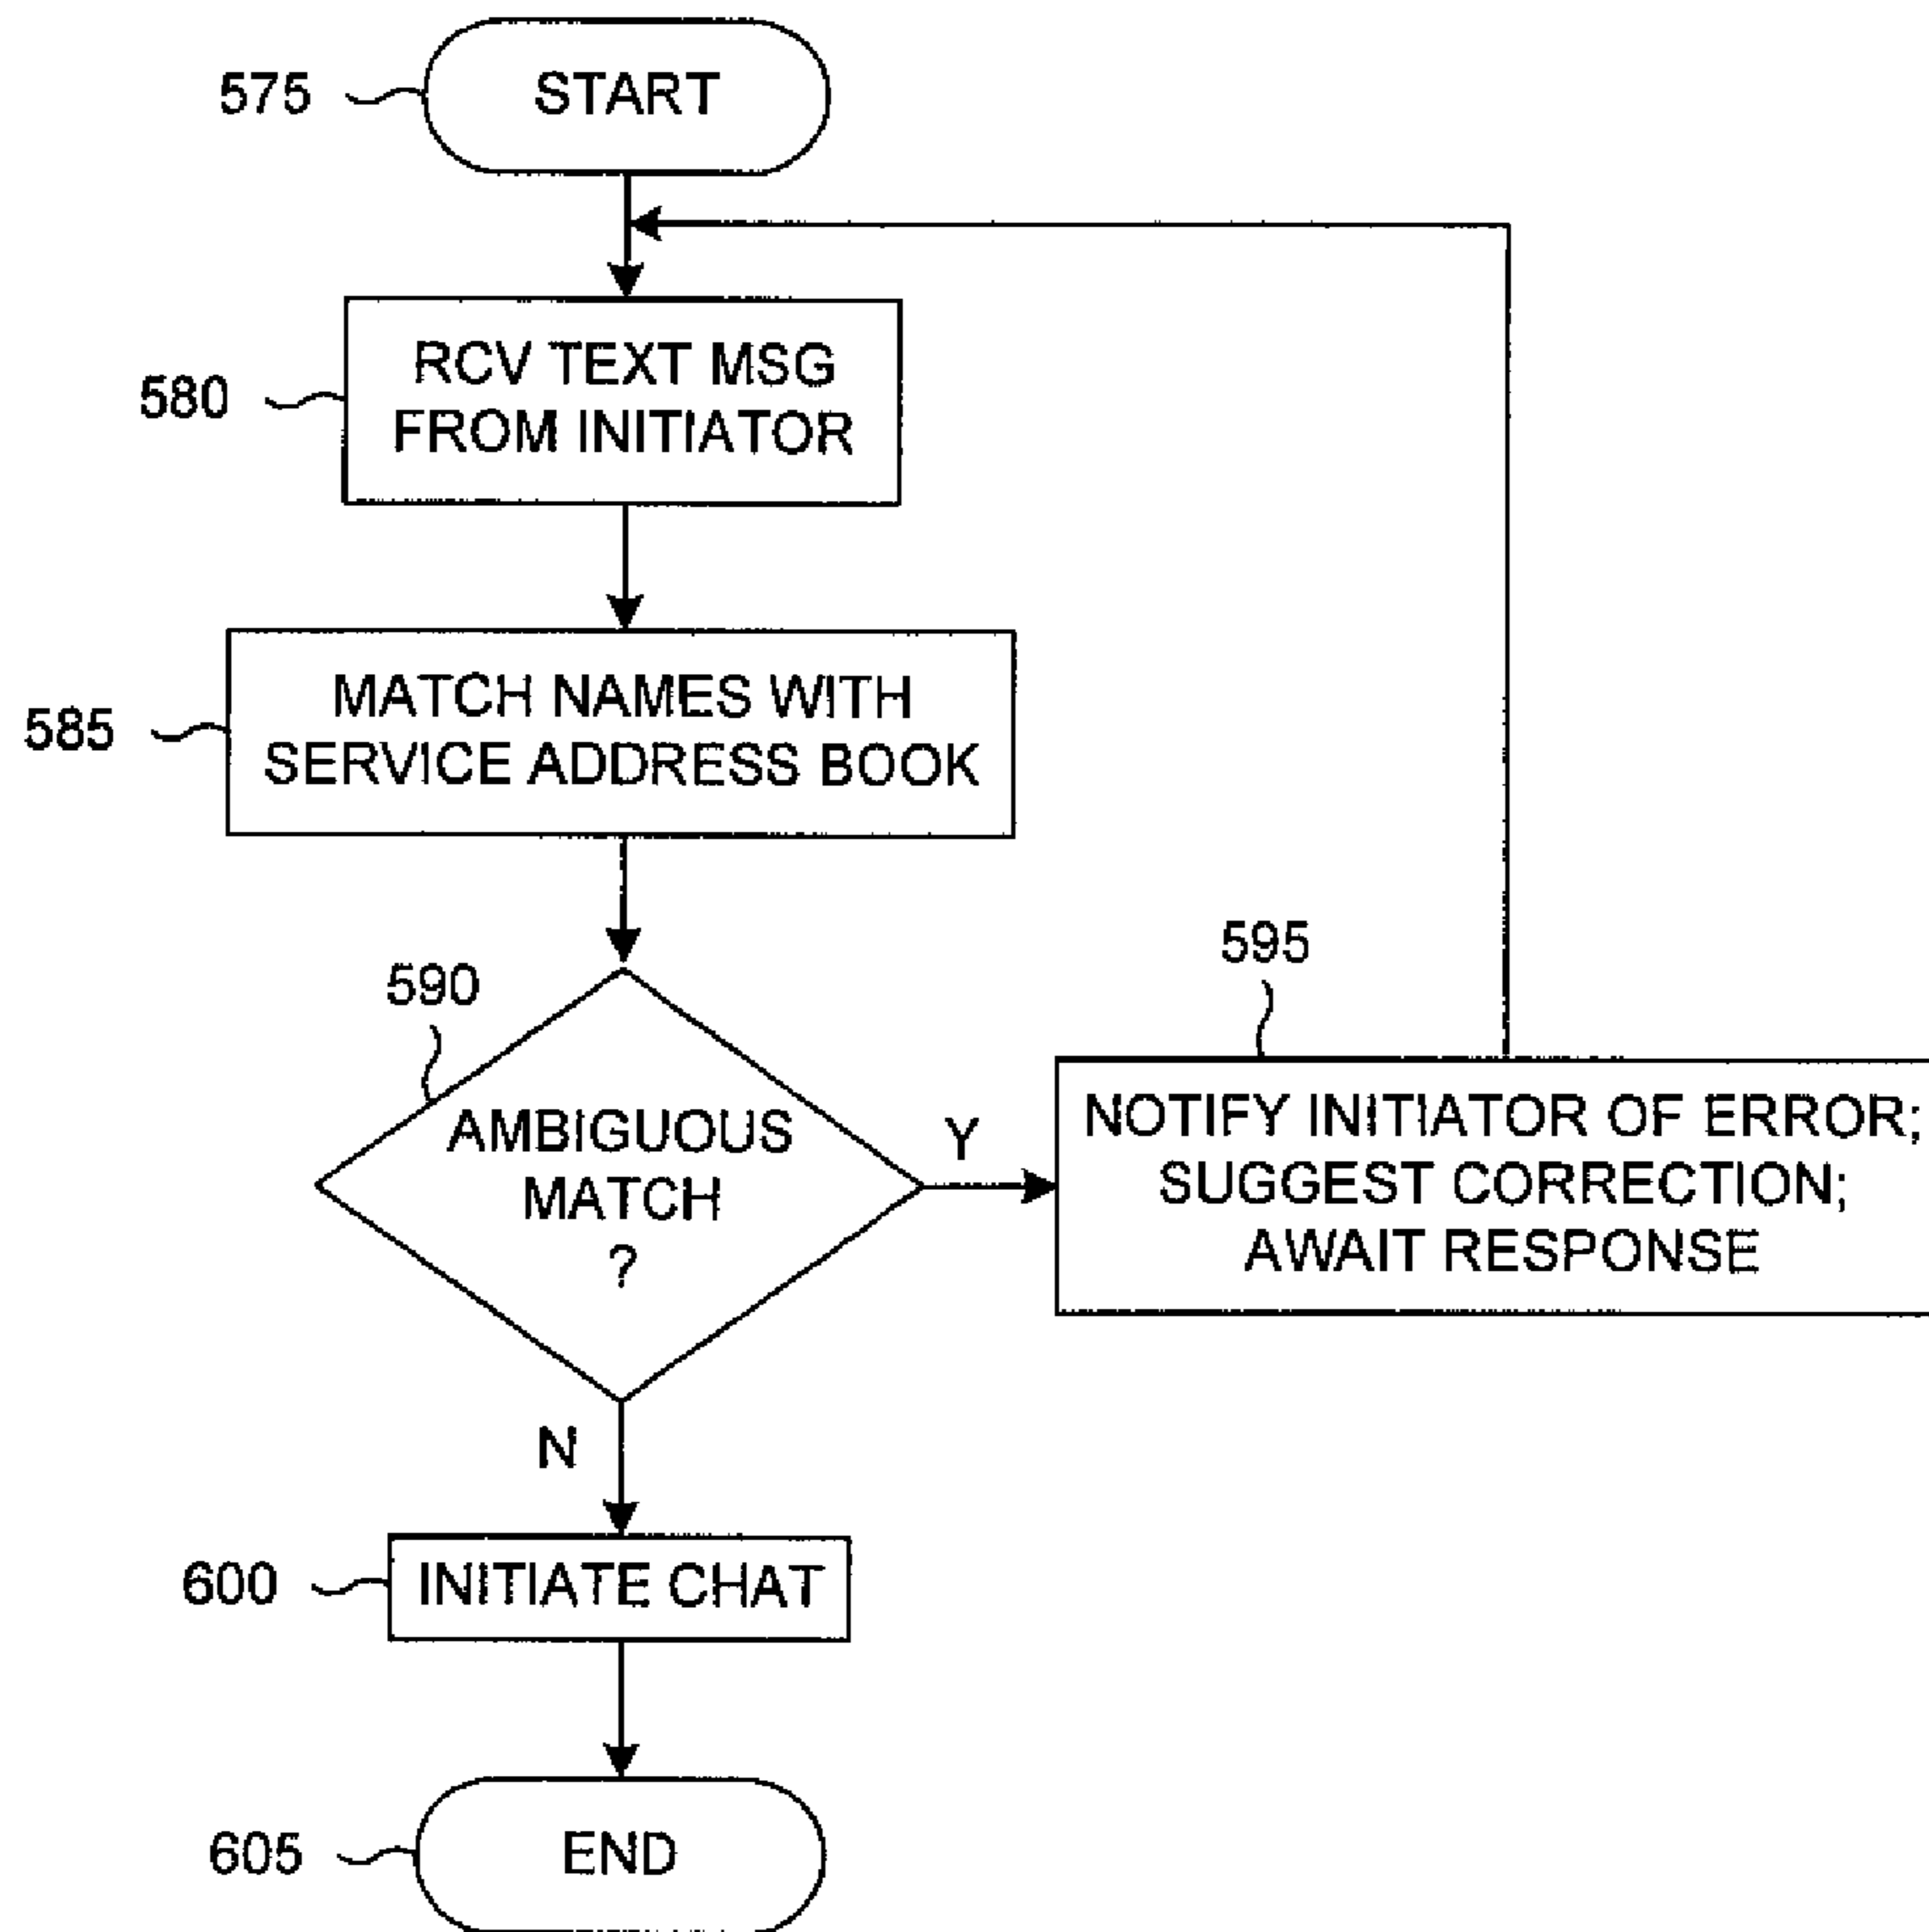 575
START
580
RCV TEXT MSG
FROM INITIATOR
585
MATCH NAMES WITH
SERVICE ADDRESS BOOK
590
AMBIGUOUS
MATCH
?
Y
595
NOTIFY INITIATOR OF ERROR;
SUGGEST CORRECTION;
AWAIT RESPONSE
N
600
INITIATE CHAT
605
END